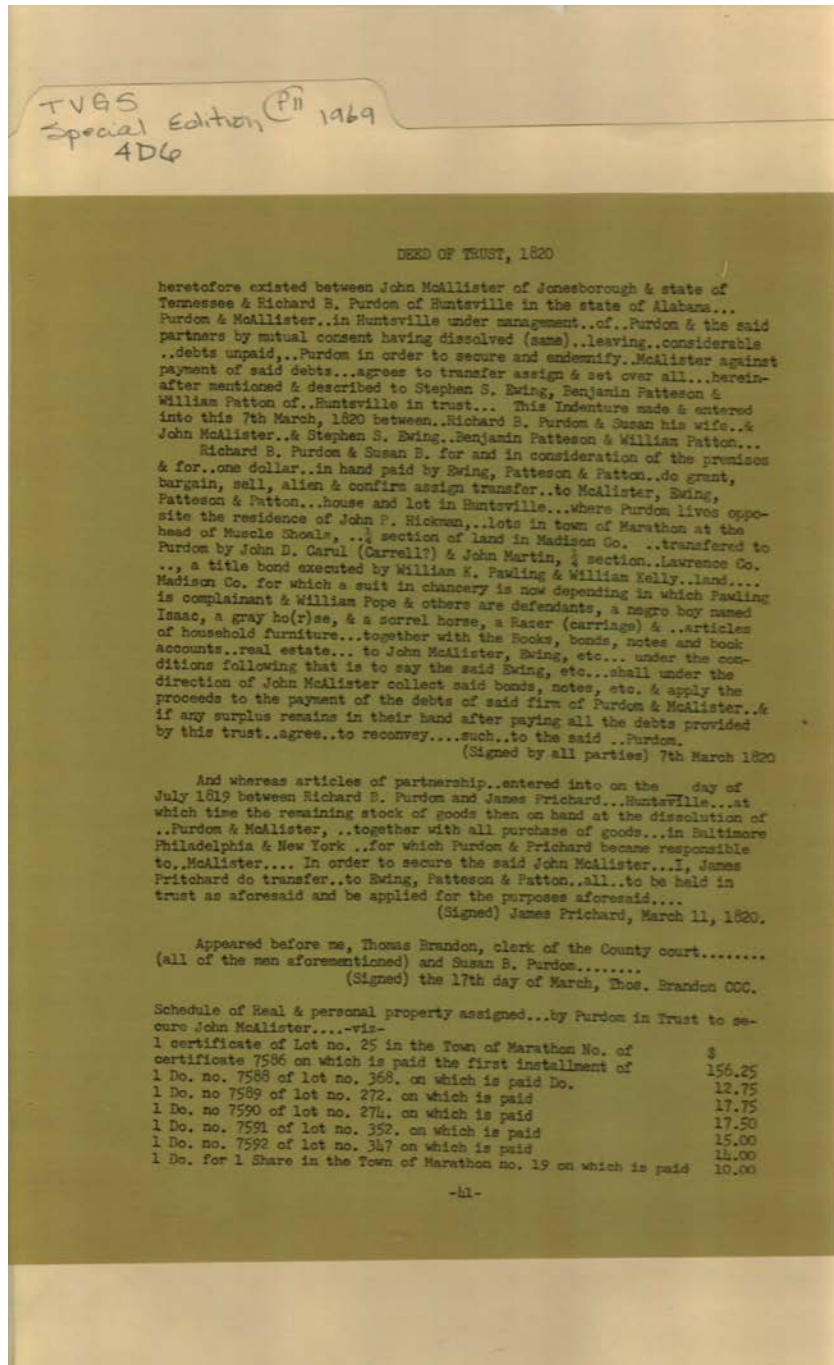 TVGS
Special Edition P11 1969
4D6
DEED OF TRUST, 1820
heretofore existed between John McAllister of Jonesborough & state of
Tennessee & Richard B. Purdom of Huntsville in the state of Alabama...
Purdom & McAllister..in Huntsville under management..of..Purdom & the said
partners by mutual consent having dissolved (same)..leaving..considerable
..debts unpaid,..Purdom in order to secure and endemnify..McAlister against
payment of said debts...agrees to transfer assign & set over all...herein-
after mentioned & described to Stephen S. Ewing, Benjamin Patteson &
William Patton of..Huntsville in trust... This Indenture made & entered
into this 7th March, 1820 between..Richard B. Purdom & Susan his wife..&
John McAlister..& Stephen S. Ewing..Benjamin Patteson & William Patton...
Richard B. Purdom & Susan B. for and in consideration of the premises
& for..one dollar..in hand paid by Ewing, Patteson & Patton..do grant,
bargain, sell, alien & confirm assign transfer..to McAlister, Ewing,
Patteson & Patton...house and lot in Huntsville...where Purdom lives oppo-
site the residence of John P. Hickman,..lots in town of Marathon at the
head of Muscle Shoals, ..¼ section of land in Madison Co. ..transfered to
Purdom by John D. Carul (Carrell?) & John Martin, ¼ section..Lawrence Co.
.., a title bond executed by William K. Pawling & William Kelly..land....
Madison Co. for which a suit in chancery is now depending in which Pawling
is complainant & William Pope & others are defendants, a negro boy named
Isaac, a gray ho(r)se, & a sorrel horse, a Razer (carriage) & ..articles
of household furniture...together with the Books, bonds, notes and book
accounts..real estate... to John McAlister, Ewing, etc... under the con-
ditions following that is to say the said Ewing, etc...shall under the
direction of John McAlister collect said bonds, notes, etc. & apply the
proceeds to the payment of the debts of said firm of Purdom & McAlister..&
if any surplus remains in their hand after paying all the debts provided
by this trust..agree..to reconvey....such..to the said ..Purdom.
(Signed by all parties) 7th March 1820
And whereas articles of partnership..entered into on the __ day of
July 1819 between Richard B. Purdom and James Prichard...Huntsville...at
which time the remaining stock of goods then on hand at the dissolution of
..Purdom & McAlister, ..together with all purchase of goods...in Baltimore
Philadelphia & New York ..for which Purdom & Prichard became responsible
to..McAlister.... In order to secure the said John McAlister...I, James
Pritchard do transfer..to Ewing, Patteson & Patton..all..to be held in
trust as aforesaid and be applied for the purposes aforesaid....
(Signed) James Prichard, March 11, 1820.
Appeared before me, Thomas Brandon, clerk of the County court........
(all of the men aforementioned) and Susan B. Purdom........
(Signed) the 17th day of March, Thos. Brandon CCC.
Schedule of Real & personal property assigned...by Purdom in Trust to se-
cure John McAlister....-vis-
1 certificate of Lot no. 25 in the Town of Marathon No. of $
certificate 7586 on which is paid the first installment of 156.25
1 Do. no. 7588 of lot no. 368. on which is paid Do. 12.75
1 Do. no 7589 of lot no. 272. on which is paid 17.75
1 Do. no. 7590 of lot no. 274. on which is paid 17.50
1 Do. no. 7591 of lot no. 352. on which is paid 15.00
1 Do. no. 7592 of lot no. 347 on which is paid 14.00
1 Do. for 1 Share in the Town of Marathon no. 19 on which is paid 10.00
-41-